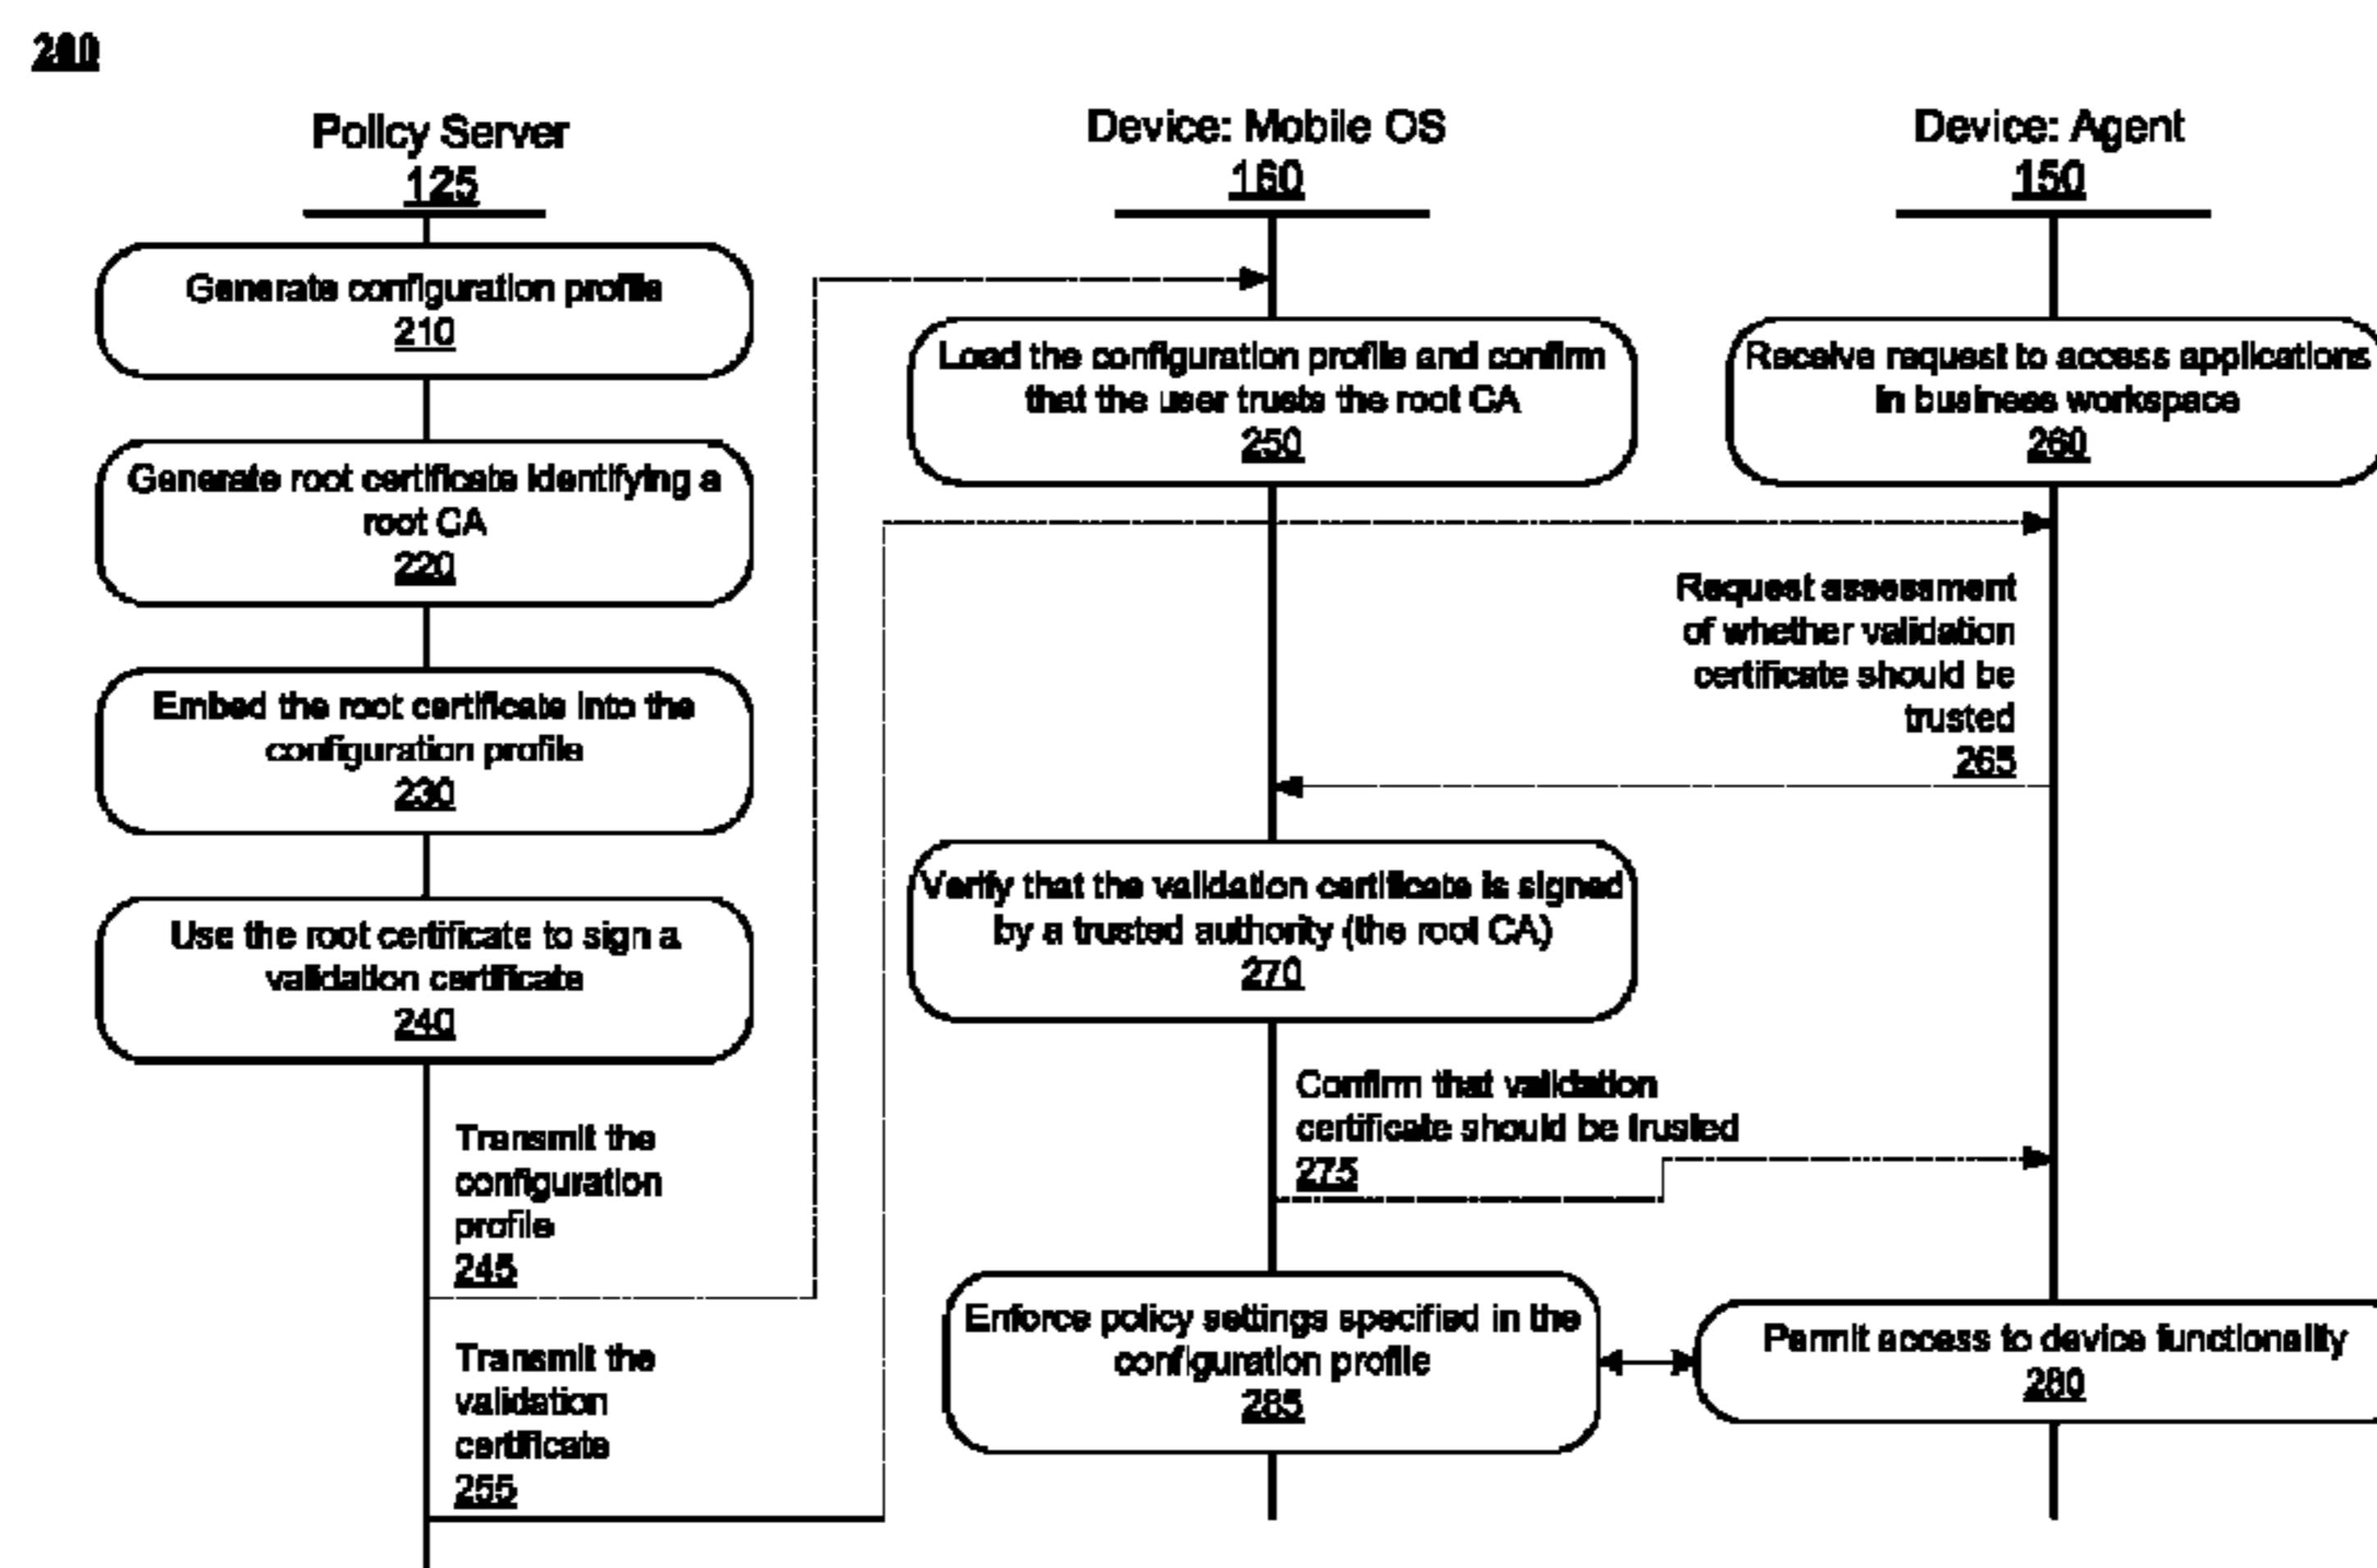 200
Policy Server
125
Generate configuration profile
210
Generate root certificate identifying a
root CA
220
Embed the root certificate into the
configuration profile
230
Use the root certificate to sign a
validation certificate
240
Transmit the
configuration
profile
245
Transmit the
validation
certificate
255
Device: Mobile OS
160
Load the configuration profile and confirm
that the user trusts the root CA
250
Verify that the validation certificate is signed
by a trusted authority (the root CA)
270
Confirm that validation
certificate should be trusted
275
Enforce policy settings specified in the
configuration profile
285
Device: Agent
150
Receive request to access applications
in business workspace
260
Request assessment
of whether validation
certificate should be
trusted
265
Permit access to device functionality
280